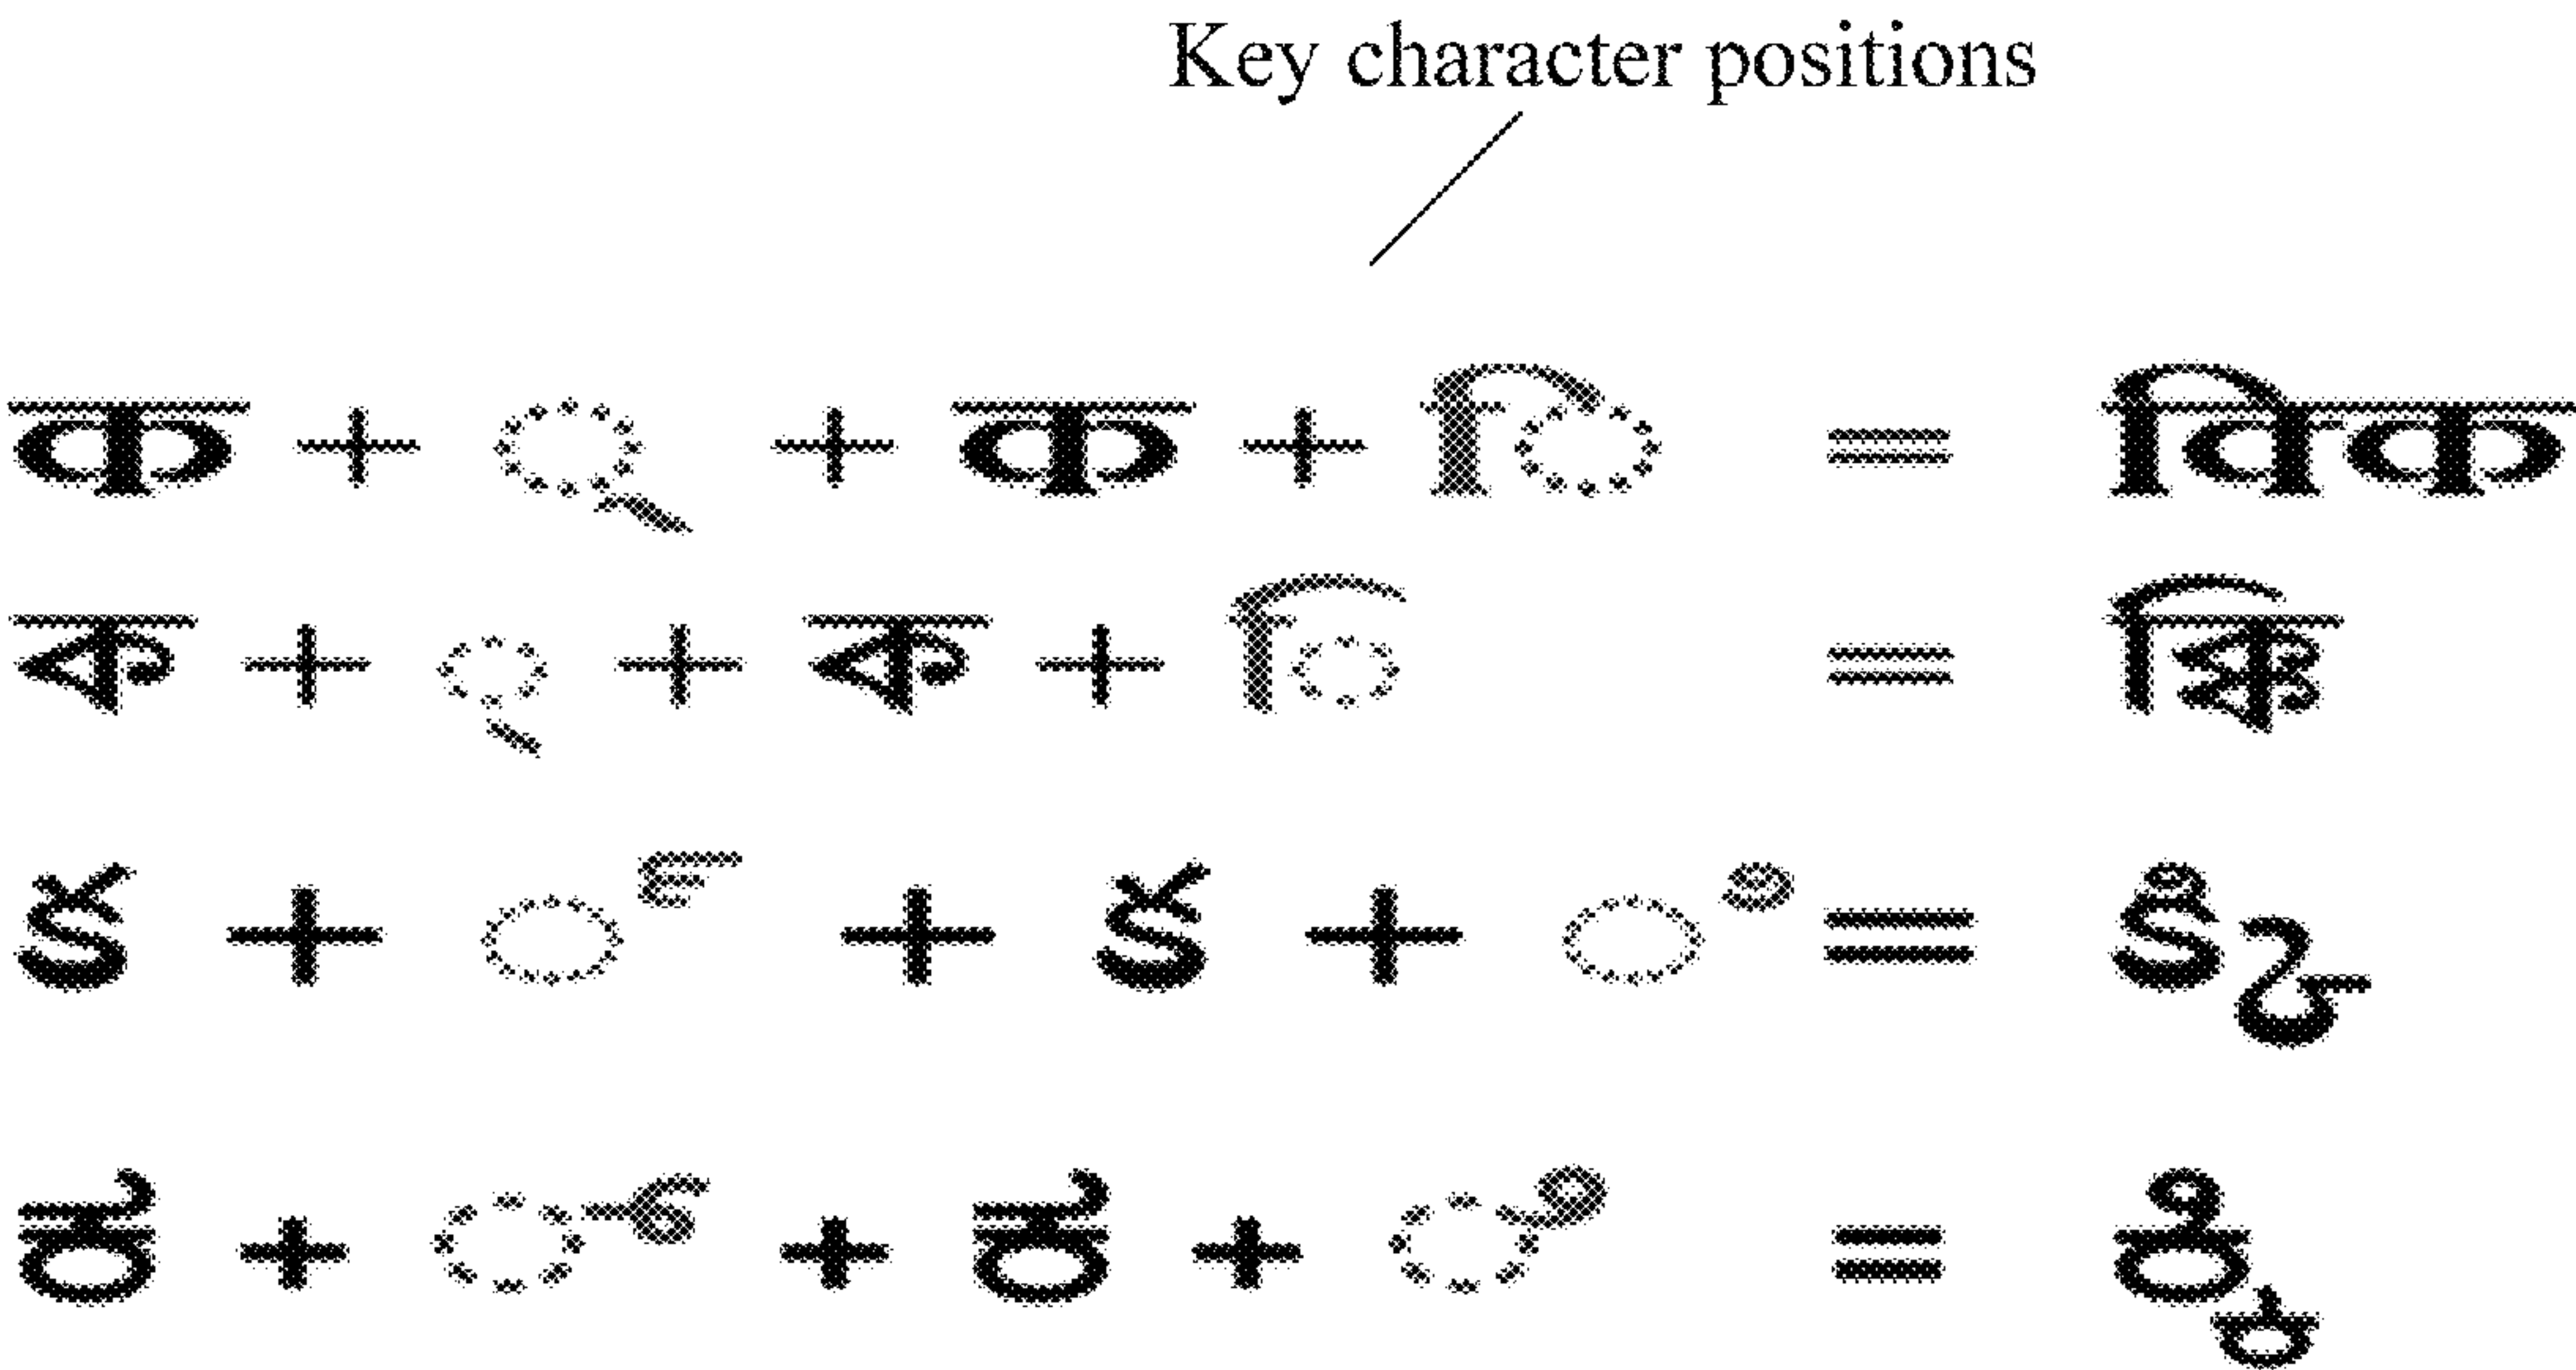 Key character positions
क + ◌् + क + ◌ि = क्कि
ক + ◌্ + ক + ◌ি = ক্কি
క + ◌్ + క + ◌ి = క్కి
ಕ + ◌್ + ಕ + ◌ಿ = ಕ್ಕಿ